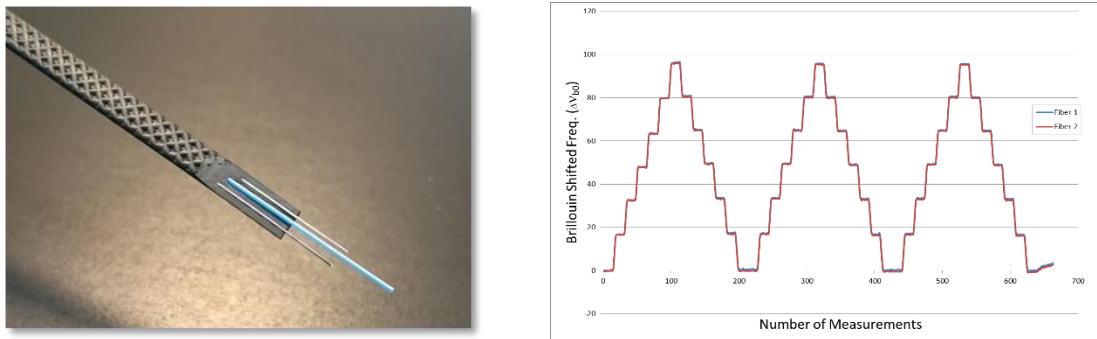 120
100
80
60
40
20
0
-20
0 100 200 300 400 500 600 700
Brillouin Shifted Freq. (Δν_b0)
Number of Measurements
Fiber 1
Fiber 2